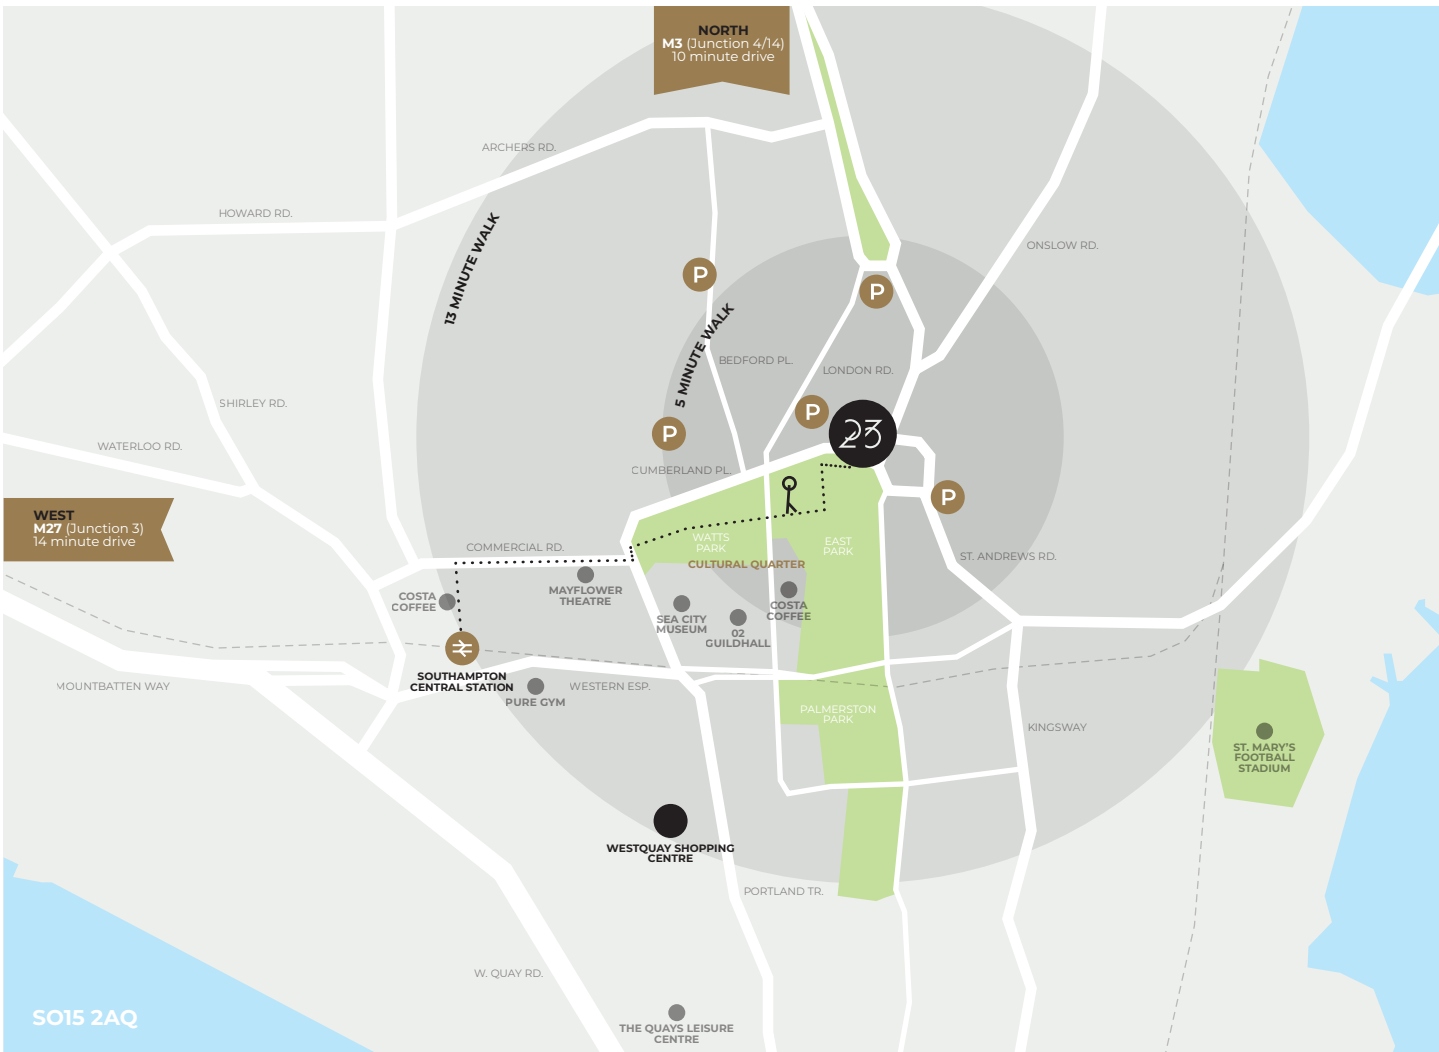 NORTH
M3 (Junction 4/14)
10 minute drive
ARCHERS RD.
HOWARD RD.
13 MINUTE WALK
ONSLOW RD.
P
P
5 MINUTE WALK
BEDFORD PL.
LONDON RD.
SHIRLEY RD.
P
23
P
WATERLOO RD.
CUMBERLAND PL.
P
WEST
M27 (Junction 3)
14 minute drive
COMMERCIAL RD.
WATTS
PARK
EAST
PARK
ST. ANDREWS RD.
CULTURAL QUARTER
MAYFLOWER
THEATRE
COSTA
COFFEE
SEA CITY
MUSEUM
COSTA
COFFEE
02
GUILDHALL
SOUTHAMPTON
CENTRAL STATION
MOUNTBATTEN WAY
WESTERN ESP.
PURE GYM
PALMERSTON
PARK
KINGSWAY
ST. MARY'S
FOOTBALL
STADIUM
WESTQUAY SHOPPING
CENTRE
PORTLAND TR.
W. QUAY RD.
SO15 2AQ
THE QUAYS LEISURE
CENTRE